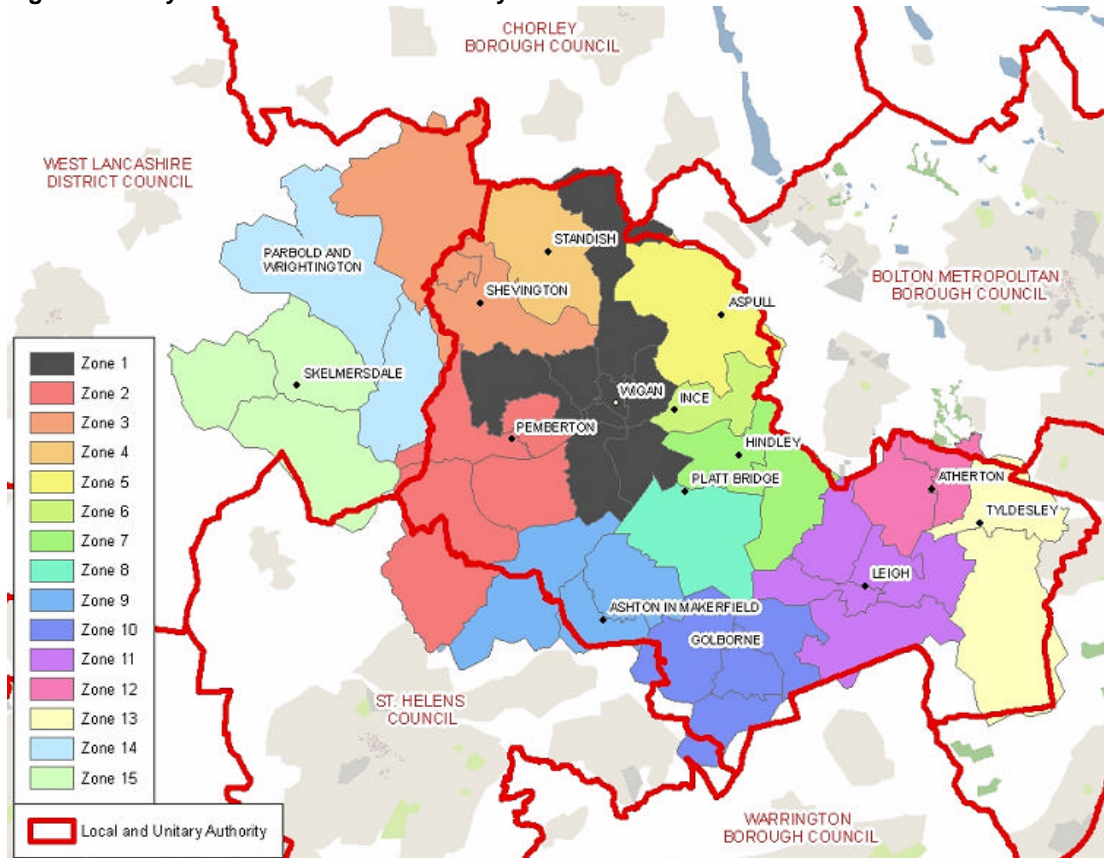 CHORLEY
BOROUGH COUNCIL
WEST LANCASHIRE
DISTRICT COUNCIL
STANDISH
PARBOLD AND
WRIGHTINGTON
BOLTON METROPOLITAN
BOROUGH COUNCIL
SHEVINGTON
ASPULL
SKELMERSDALE
WIGAN
INCE
PEMBERTON
HINDLEY
PLATT BRIDGE
ATHERTON
TYLDESLEY
LEIGH
ASHTON IN MAKERFIELD
GOLBORNE
ST. HELENS
COUNCIL
WARRINGTON
BOROUGH COUNCIL
Zone 1
Zone 2
Zone 3
Zone 4
Zone 5
Zone 6
Zone 7
Zone 8
Zone 9
Zone 10
Zone 11
Zone 12
Zone 13
Zone 14
Zone 15
Local and Unitary Authority